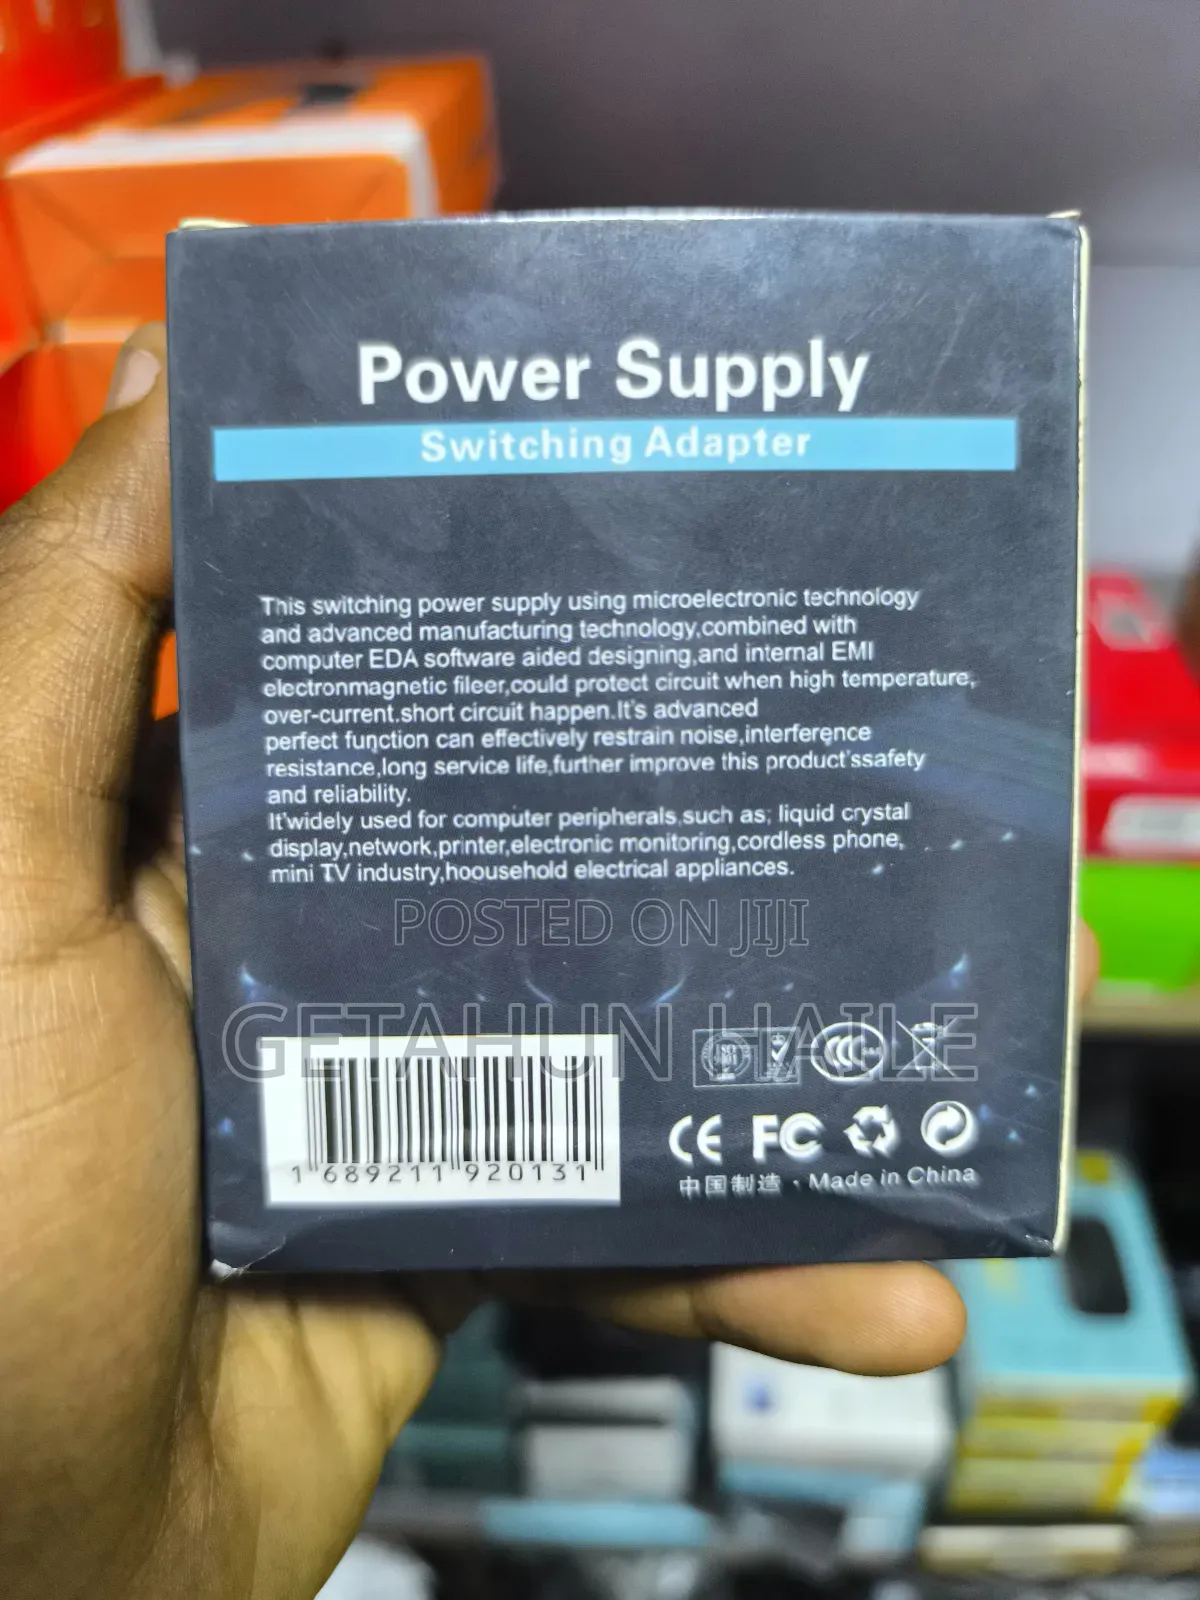 Power Supply
Switching Adapter
This switching power supply using microelectronic technology
and advanced manufacturing technology,combined with
computer EDA software aided designing,and internal EMI
electronmagnetic fileer,could protect circuit when high temperature,
over-current.short circuit happen.It's advanced
perfect function can effectively restrain noise,interference
resistance,long service life,further improve this product'ssafety
and reliability.
It'widely used for computer peripherals,such as; liquid crystal
display,network,printer,electronic monitoring,cordless phone,
mini TV industry,hoousehold electrical appliances.
POSTED ON JIJI
GETAHUN HAILE
1 689211 920131
CE FC
中国制造 · Made in China